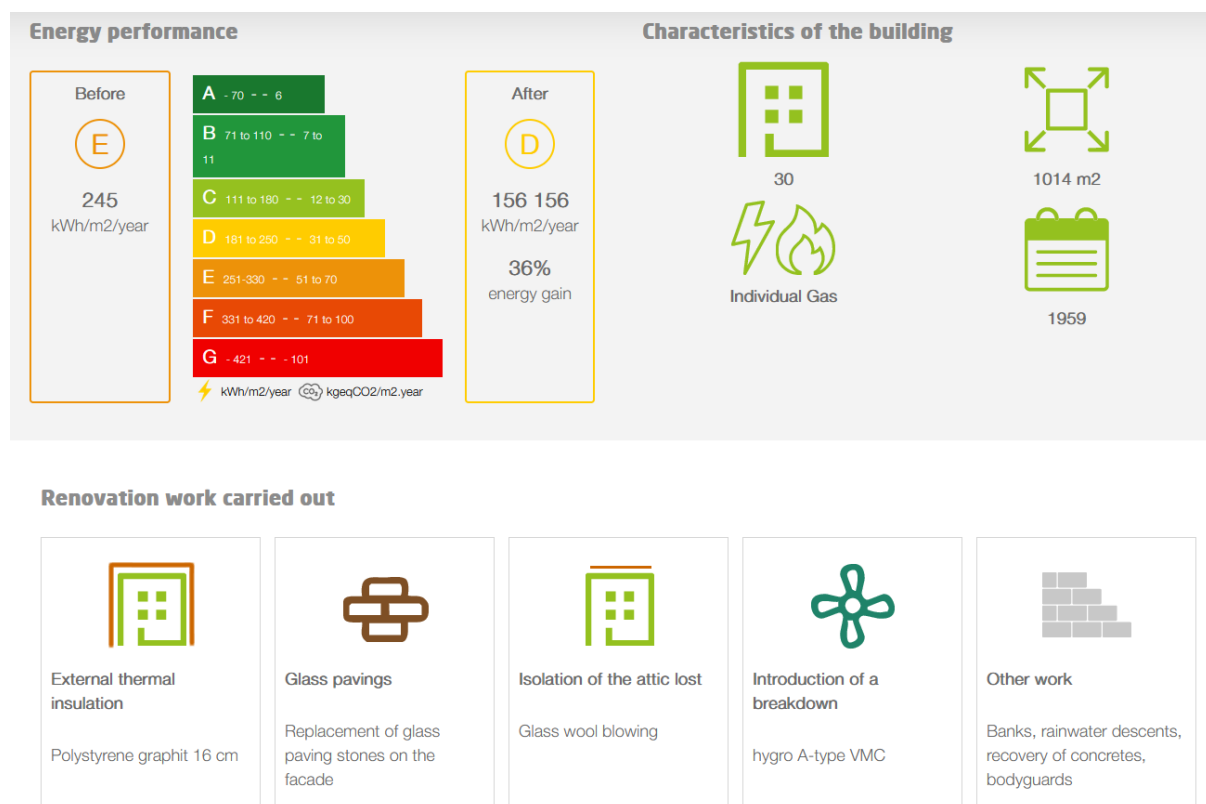 Energy performance
Characteristics of the building
Before
E
245
kWh/m2/year
A - 70 - - 6
B 71 to 110 - - 7 to
11
C 111 to 180 - - 12 to 30
D 181 to 250 - - 31 to 50
E 251-330 - - 51 to 70
F 331 to 420 - - 71 to 100
G - 421 - - - 101
kWh/m2/year CO₂ kgeqCO2/m2.year
After
D
156 156
kWh/m2/year
36%
energy gain
30
1014 m2
Individual Gas
1959
Renovation work carried out
External thermal
insulation
Polystyrene graphit 16 cm
Glass pavings
Replacement of glass
paving stones on the
facade
Isolation of the attic lost
Glass wool blowing
Introduction of a
breakdown
hygro A-type VMC
Other work
Banks, rainwater descents,
recovery of concretes,
bodyguards